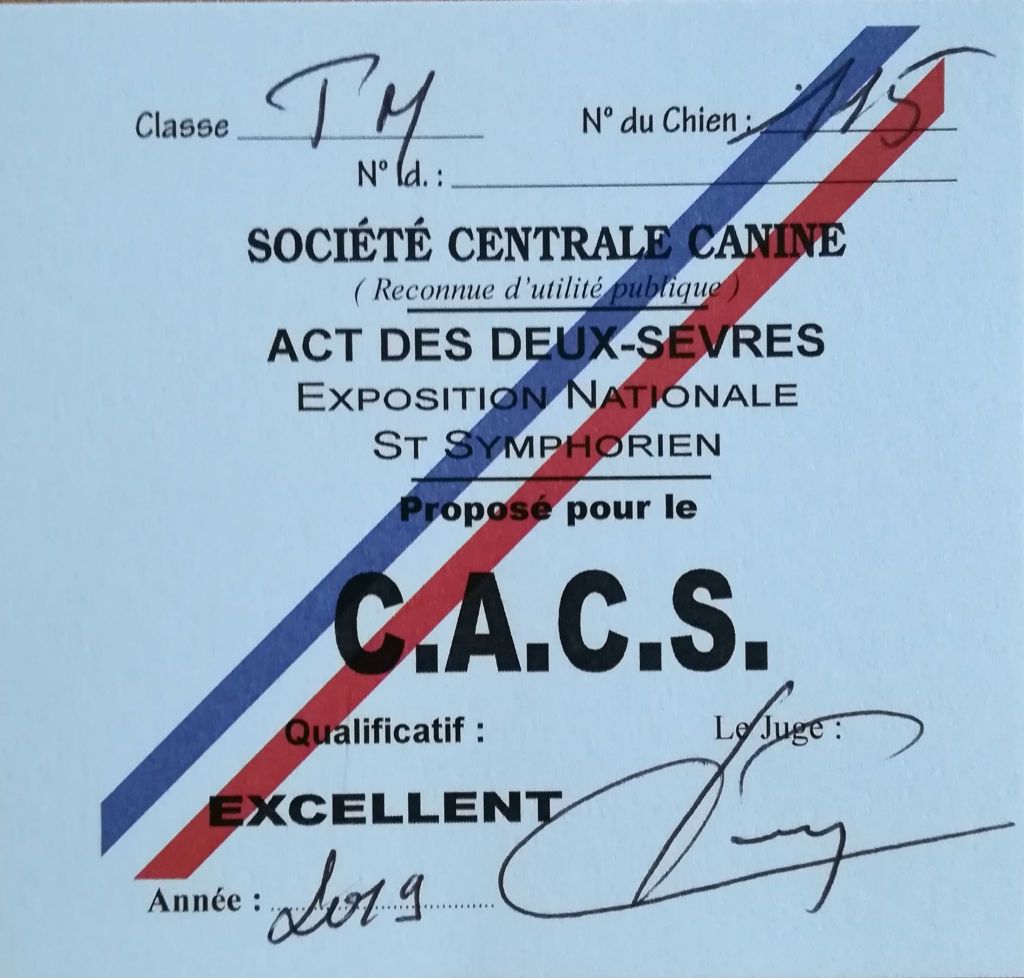 Classe TM N° du Chien : 115
N° Id. :
SOCIÉTÉ CENTRALE CANINE
( Reconnue d'utilité publique )
ACT DES DEUX-SEVRES
EXPOSITION NATIONALE
ST SYMPHORIEN
Proposé pour le
C.A.C.S.
Qualificatif : Le Juge :
EXCELLENT
Année : 2019